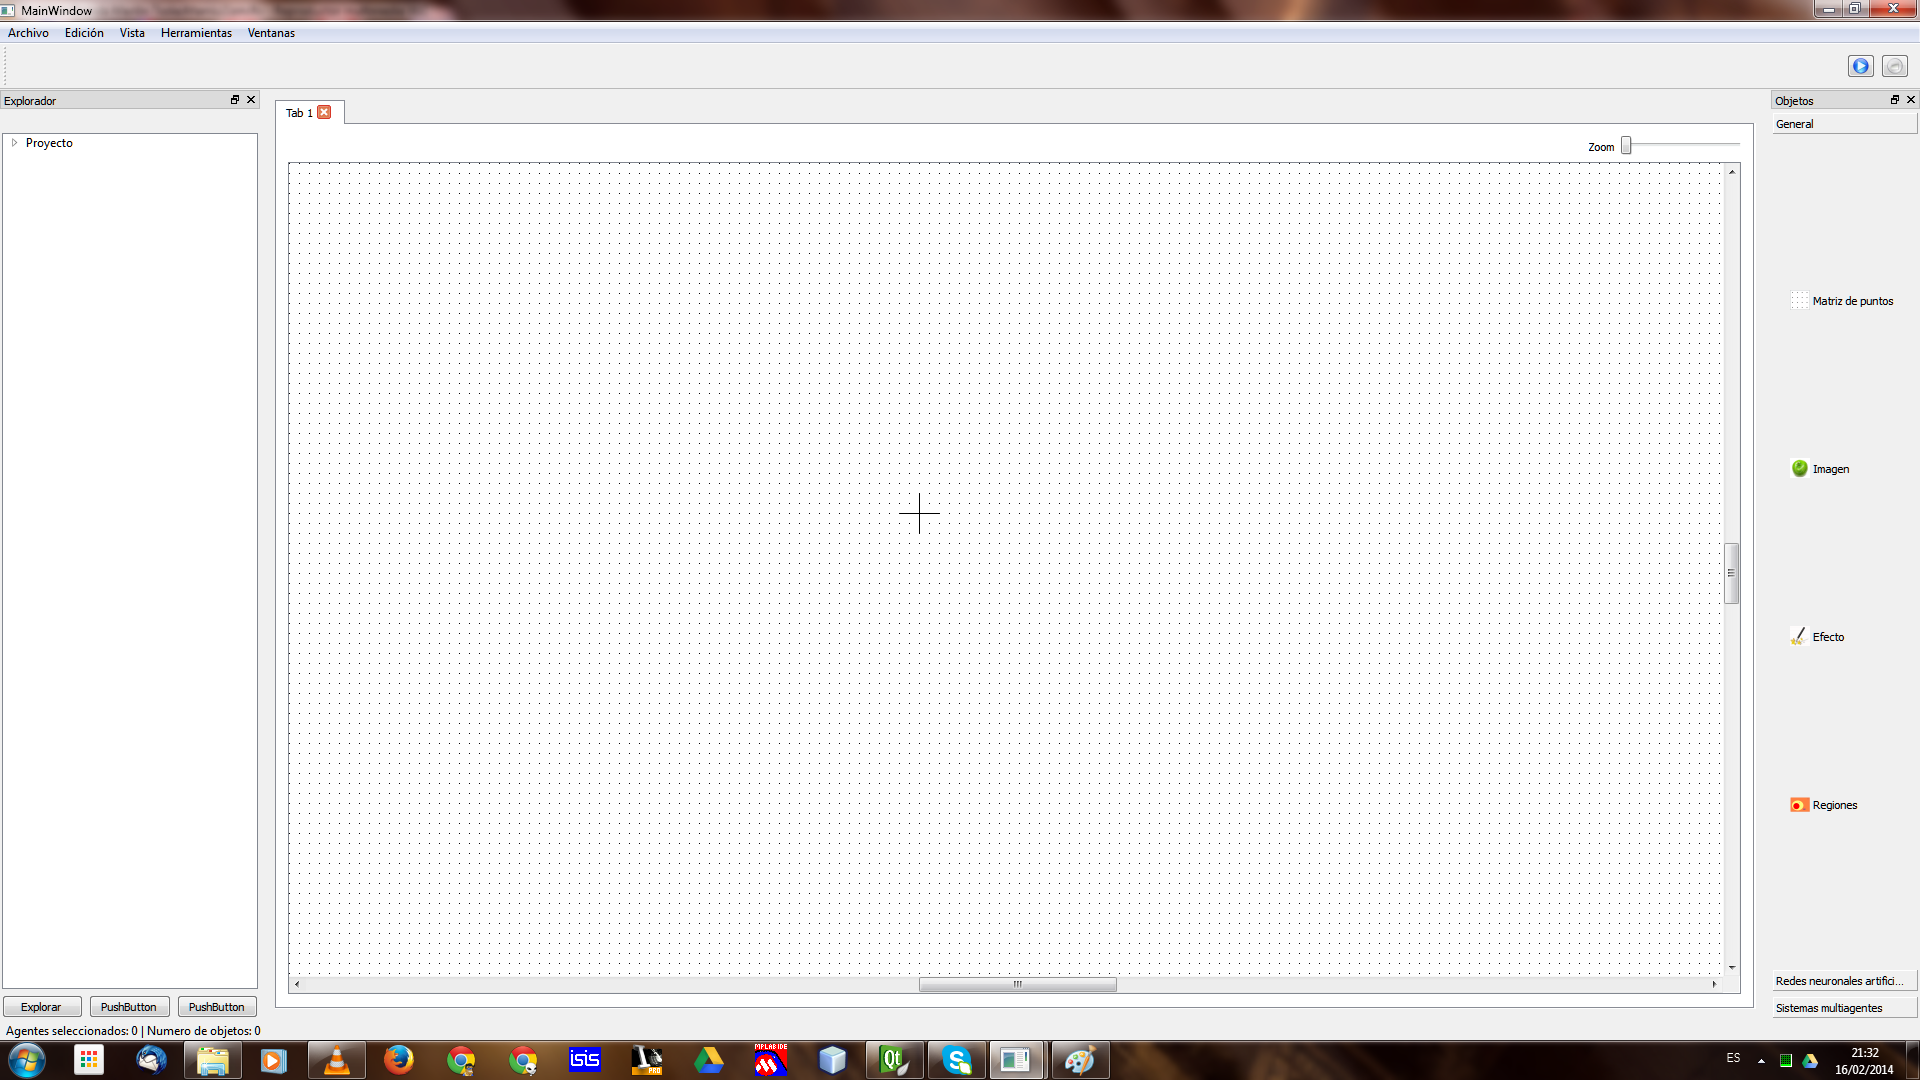 MainWindow
Archivo Edición Vista Herramientas Ventanas
Explorador
Tab 1
Objetos
General
Proyecto
Zoom
Matriz de puntos
Imagen
Efecto
Regiones
Redes neuronales artifici...
Explorar PushButton PushButton
Sistemas multiagentes
Agentes seleccionados: 0 | Numero de objetos: 0
isis
PRO
MPLAB IDE
Qt
S
ES
21:32
16/02/2014